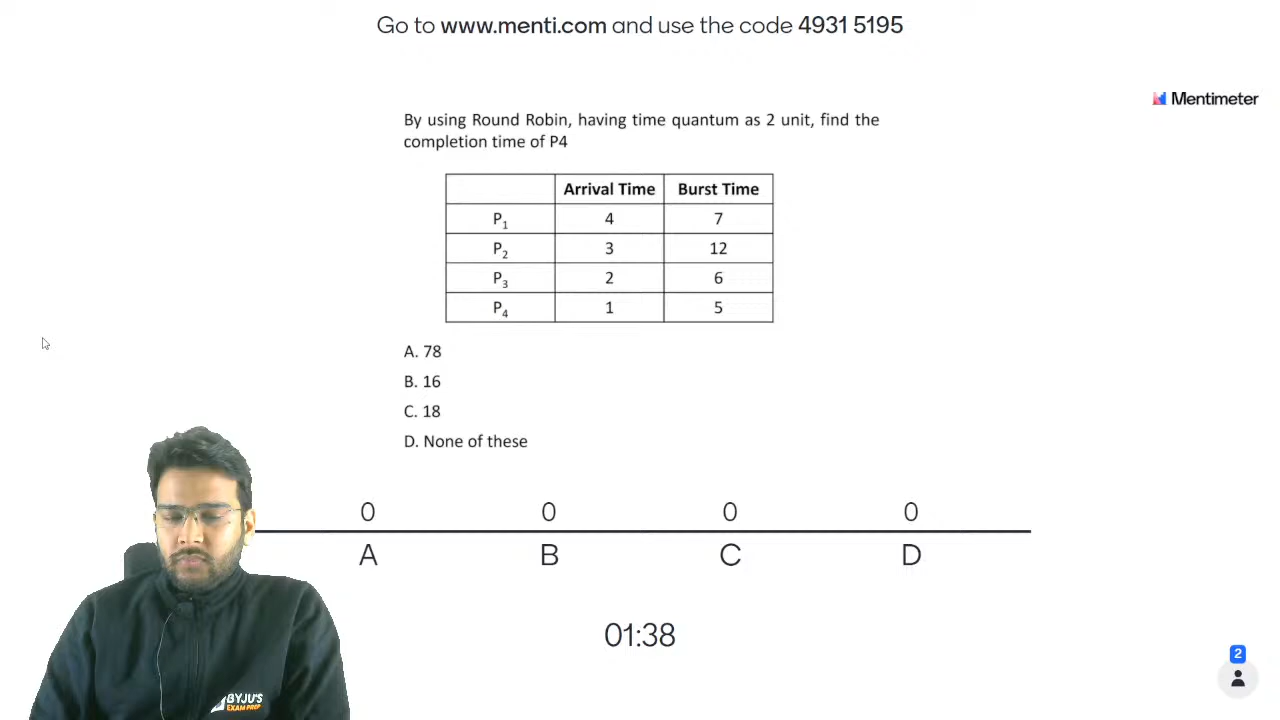 Go to www.menti.com and use the code 4931 5195
Mentimeter
By using Round Robin, having time quantum as 2 unit, find the
completion time of P4
Arrival Time Burst Time
P1 4 7
P2 3 12
P3 2 6
P4 1 5
A. 78
B. 16
C. 18
D. None of these
0 0 0 0
A B C D
01:38
2
BYJU'S
EXAM PREP